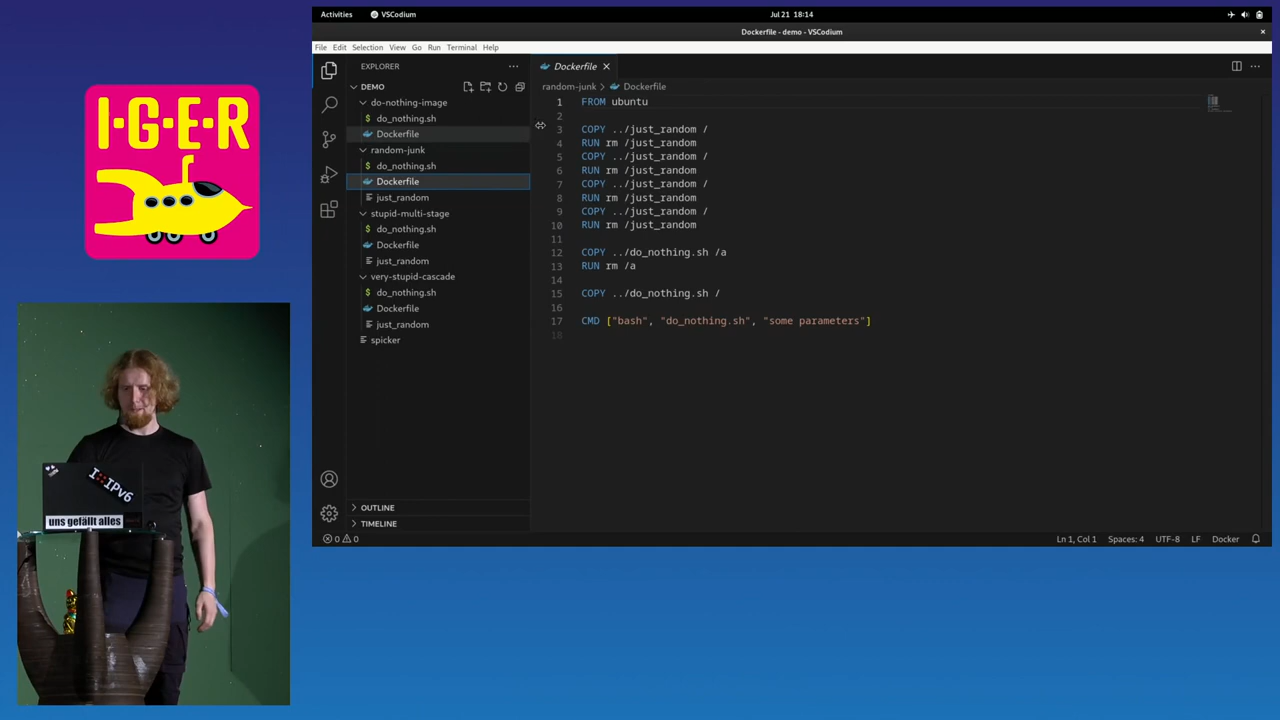 I·G·E·R
I::IPv6
uns gefällt alles
Activities
VSCodium
Jul 21 18:14
Dockerfile - demo - VSCodium
File Edit Selection View Go Run Terminal Help
EXPLORER
DEMO
do-nothing-image
$ do_nothing.sh
Dockerfile
random-junk
$ do_nothing.sh
Dockerfile
just_random
stupid-multi-stage
$ do_nothing.sh
Dockerfile
just_random
very-stupid-cascade
$ do_nothing.sh
Dockerfile
just_random
spicker
OUTLINE
TIMELINE
Dockerfile
random-junk > Dockerfile
1 FROM ubuntu
2
3 COPY ../just_random /
4 RUN rm /just_random
5 COPY ../just_random /
6 RUN rm /just_random
7 COPY ../just_random /
8 RUN rm /just_random
9 COPY ../just_random /
10 RUN rm /just_random
11
12 COPY ../do_nothing.sh /a
13 RUN rm /a
14
15 COPY ../do_nothing.sh /
16
17 CMD ["bash", "do_nothing.sh", "some parameters"]
18
0 0
Ln 1, Col 1 Spaces: 4 UTF-8 LF Docker